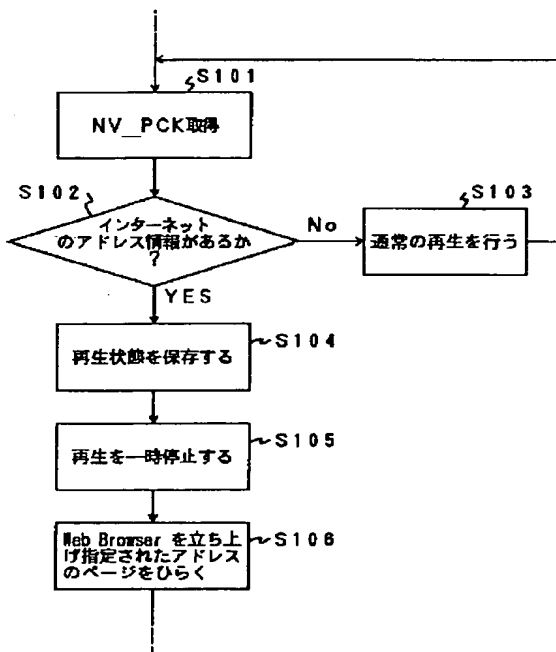 S101
NV_PCK取得
S102
インターネット
のアドレス情報があるか
?
No
S103
通常の再生を行う
YES
再生状態を保存する
S104
再生を一時停止する
S105
Web Browser を立ち上
げ指定されたアドレス
のページをひらく
S106